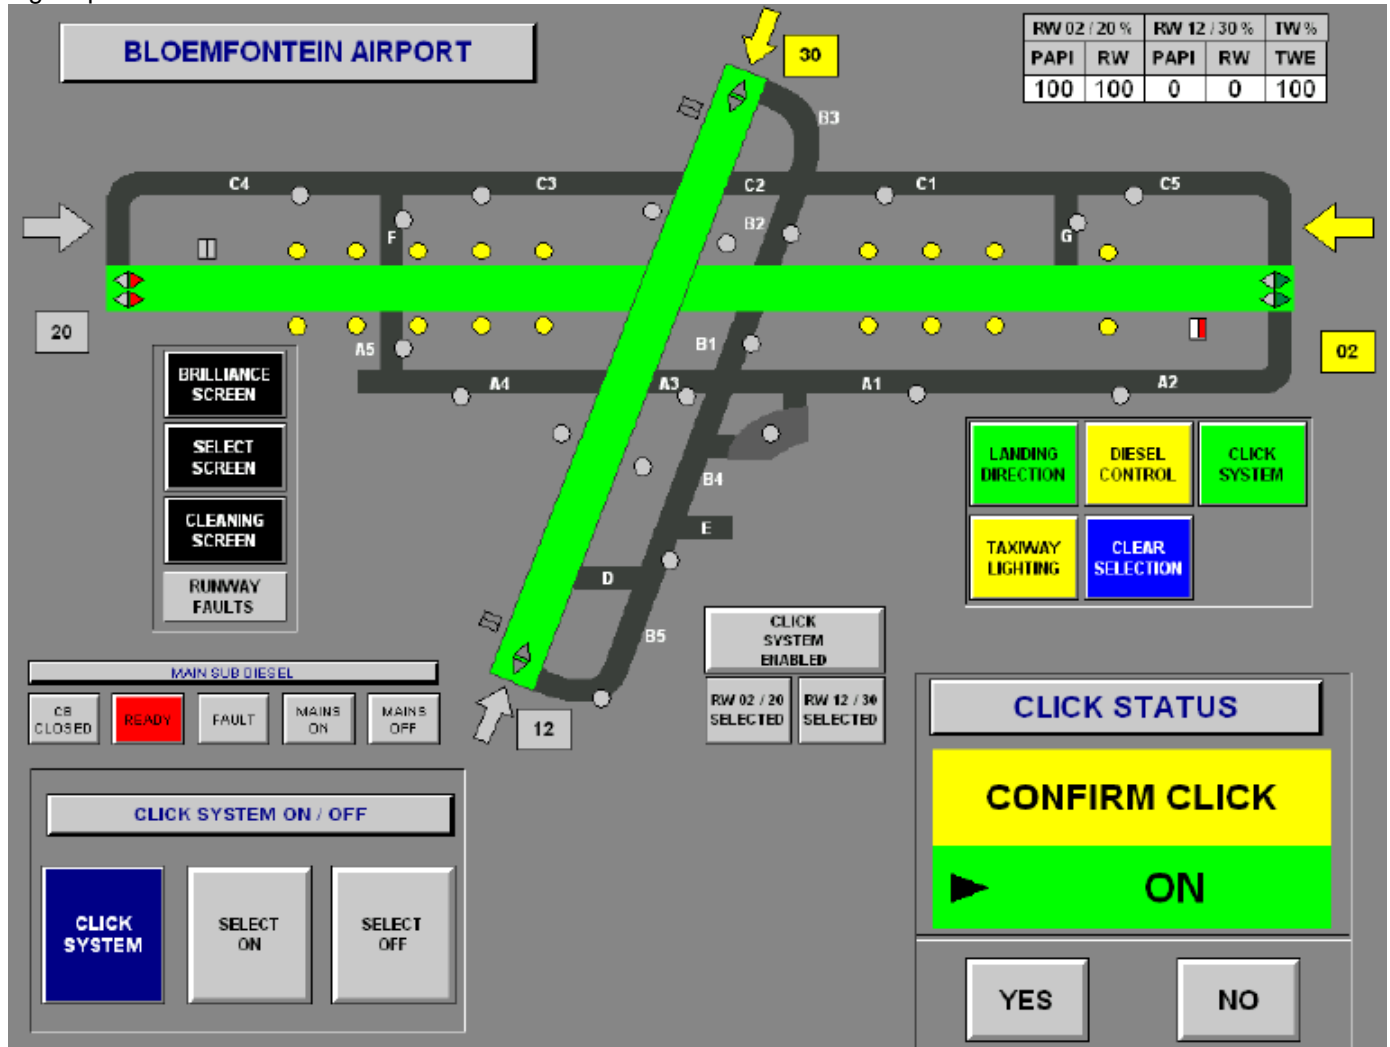 BLOEMFONTEIN AIRPORT
30
RW 02 / 20 % RW 12 / 30 % TW %
PAPI RW PAPI RW TWE
100 100 0 0 100
B3
C4 C3 C2 C1 C5
B2
F G
20
02
A5 B1
A4 A3 A1 A2
BRILLIANCE
SCREEN
SELECT
SCREEN
CLEANING
SCREEN
RUNWAY
FAULTS
B4
E
D
B5
12
LANDING
DIRECTION
DIESEL
CONTROL
CLICK
SYSTEM
TAXIWAY
LIGHTING
CLEAR
SELECTION
CLICK
SYSTEM
ENABLED
RW 02 / 20
SELECTED
RW 12 / 30
SELECTED
MAIN SUB DIESEL
CB
CLOSED
READY
FAULT
MAINS
ON
MAINS
OFF
CLICK SYSTEM ON / OFF
CLICK
SYSTEM
SELECT
ON
SELECT
OFF
CLICK STATUS
CONFIRM CLICK
ON
YES
NO